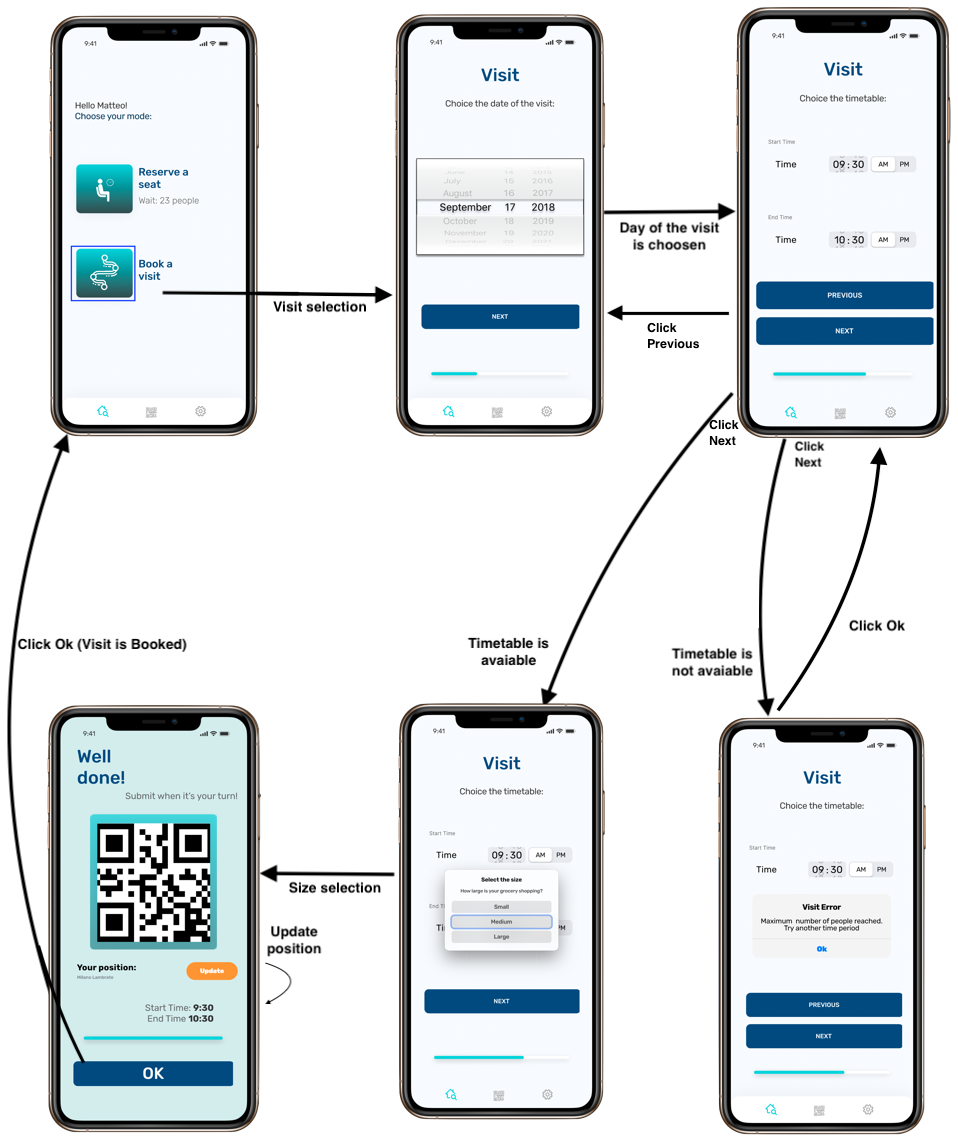 9:41
Hello Matteo!
Choose your mode:
Reserve a
seat
Wait: 23 people
Book a
visit
Visit selection
9:41
Visit
Choice the date of the visit:
June 14 2015
July 15 2016
August 16 2017
September 17 2018
October 18 2019
November 19 2020
NEXT
Day of the visit
is choosen
Click
Previous
9:41
Visit
Choice the timetable:
Start Time
Time 09:30 AM PM
End Time
Time 10:30 AM PM
PREVIOUS
NEXT
Click
Next
Click
Next
Click Ok (Visit is Booked)
Timetable is
avaiable
Timetable is
not avaiable
Click Ok
9:41
Well
done!
Submit when it's your turn!
Your position:
Milano Lambrate
Update
Start Time: 9:30
End Time 10:30
OK
Size selection
Update
position
9:41
Visit
Choice the timetable:
Start Time
Time 09:30 AM PM
Select the size
How large is your grocery shopping?
Small
Medium
Large
End Ti
Ti PM
NEXT
9:41
Visit
Choice the timetable:
Start Time
Time 09:30 AM PM
Visit Error
Maximum number of people reached.
Try another time period
Ok
PREVIOUS
NEXT